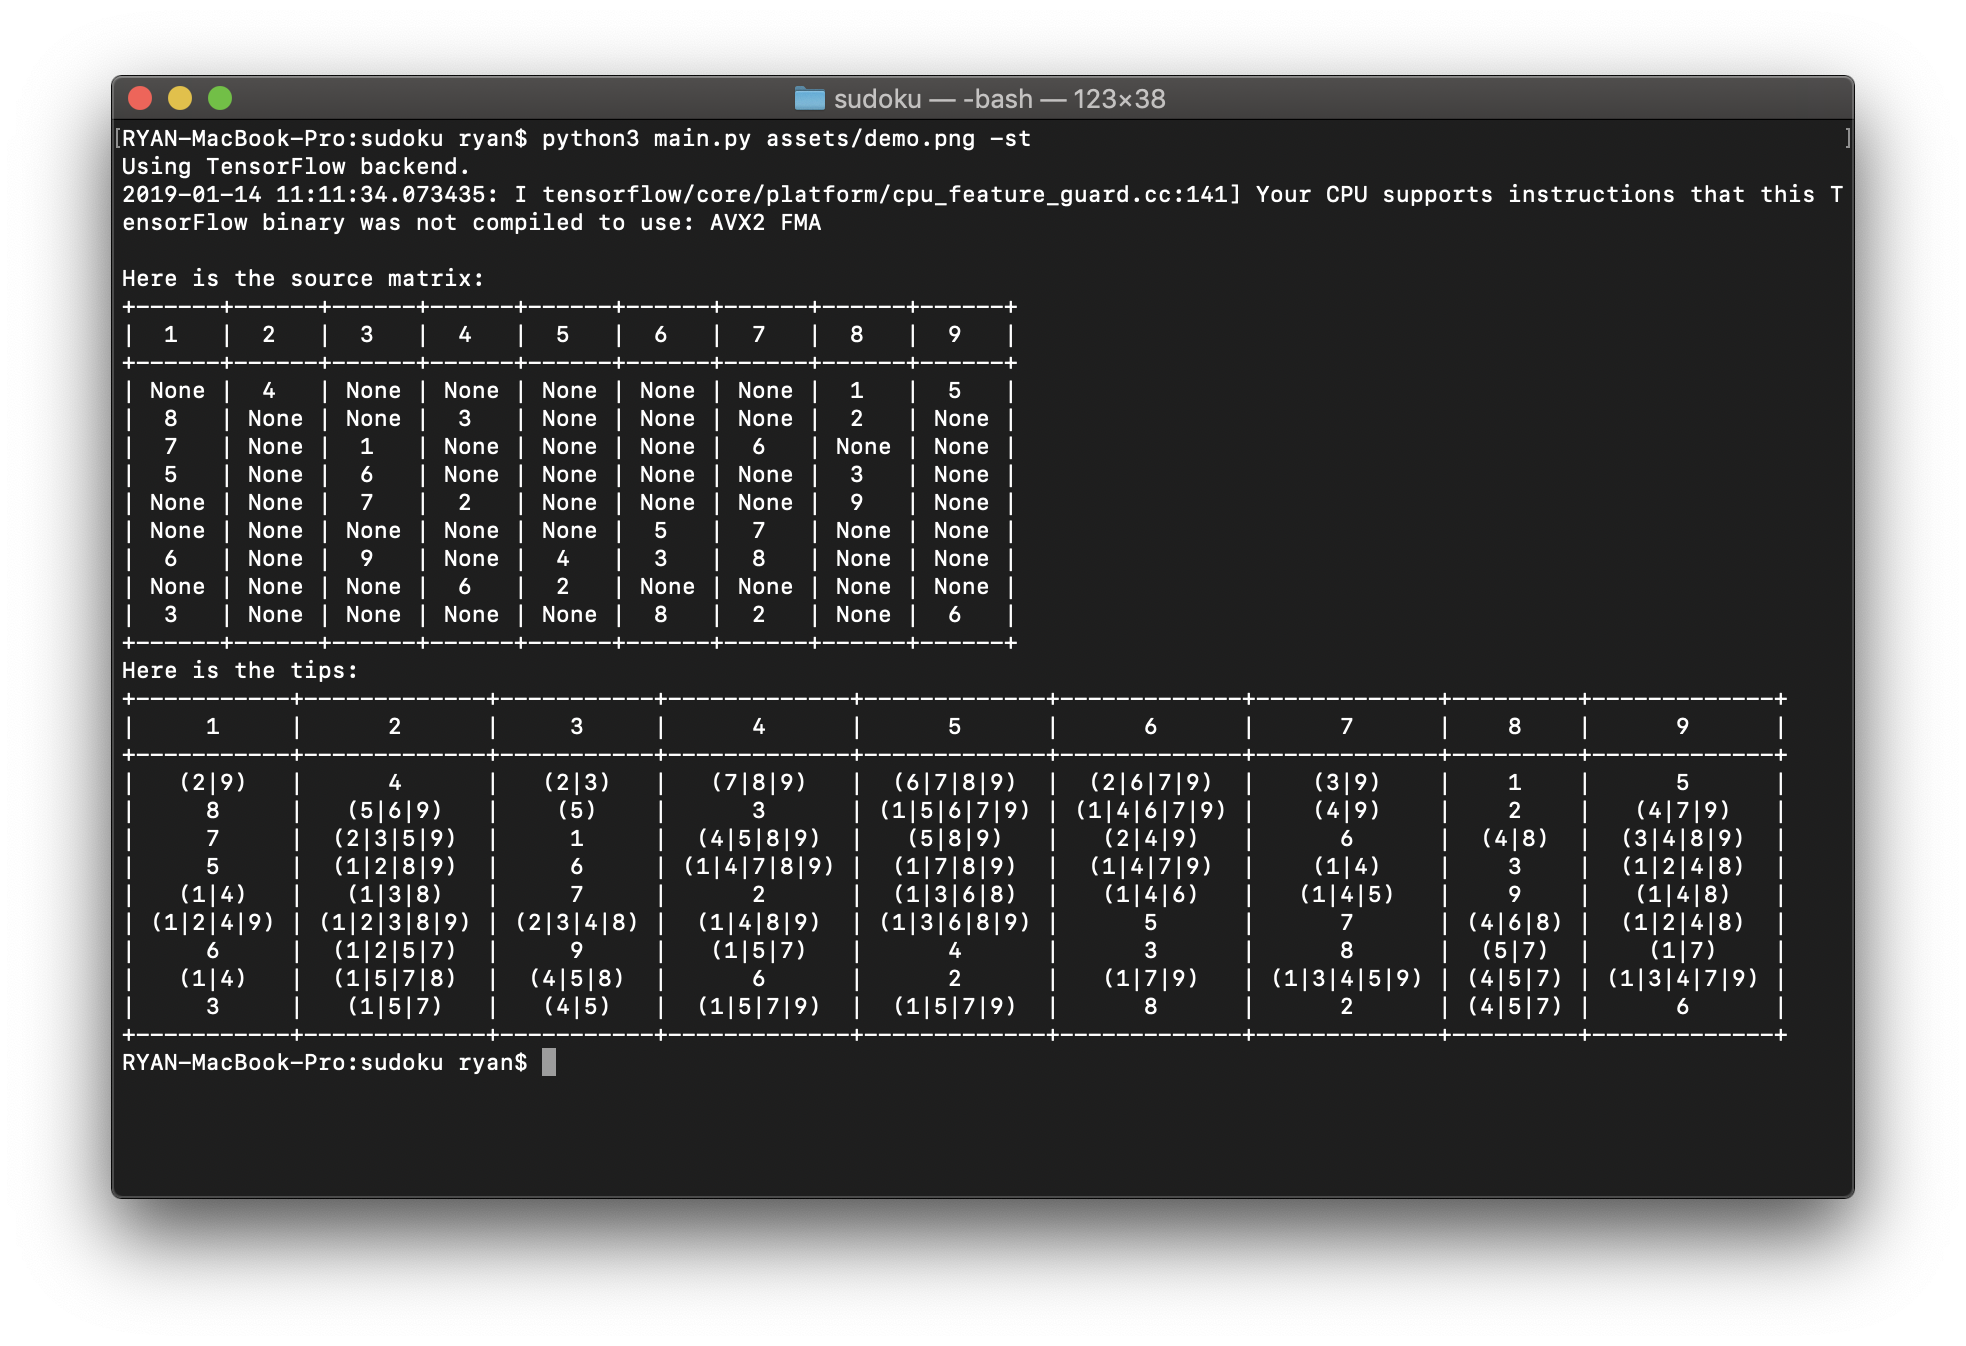 sudoku — -bash — 123×38
[RYAN-MacBook-Pro:sudoku ryan$ python3 main.py assets/demo.png -st ]
Using TensorFlow backend.
2019-01-14 11:11:34.073435: I tensorflow/core/platform/cpu_feature_guard.cc:141] Your CPU supports instructions that this T
ensorFlow binary was not compiled to use: AVX2 FMA
Here is the source matrix:
+------+------+------+------+------+------+------+------+------+
|  1   |  2   |  3   |  4   |  5   |  6   |  7   |  8   |  9   |
+------+------+------+------+------+------+------+------+------+
| None |  4   | None | None | None | None | None |  1   |  5   |
|  8   | None | None |  3   | None | None | None |  2   | None |
|  7   | None |  1   | None | None | None |  6   | None | None |
|  5   | None |  6   | None | None | None | None |  3   | None |
| None | None |  7   |  2   | None | None | None |  9   | None |
| None | None | None | None | None |  5   |  7   | None | None |
|  6   | None |  9   | None |  4   |  3   |  8   | None | None |
| None | None | None |  6   |  2   | None | None | None | None |
|  3   | None | None | None | None |  8   |  2   | None |  6   |
+------+------+------+------+------+------+------+------+------+
Here is the tips:
+-----------+-------------+-----------+-------------+-------------+-------------+-------------+---------+-------------+
|     1     |      2      |     3     |      4      |      5      |      6      |      7      |    8    |      9      |
+-----------+-------------+-----------+-------------+-------------+-------------+-------------+---------+-------------+
|   (2|9)   |      4      |   (2|3)   |   (7|8|9)   |  (6|7|8|9)  |  (2|6|7|9)  |    (3|9)    |    1    |      5      |
|     8     |   (5|6|9)   |    (5)    |      3      | (1|5|6|7|9) | (1|4|6|7|9) |    (4|9)    |    2    |   (4|7|9)   |
|     7     |  (2|3|5|9)  |     1     |  (4|5|8|9)  |   (5|8|9)   |   (2|4|9)   |      6      |  (4|8)  |  (3|4|8|9)  |
|     5     |  (1|2|8|9)  |     6     | (1|4|7|8|9) |  (1|7|8|9)  |  (1|4|7|9)  |    (1|4)    |    3    |  (1|2|4|8)  |
|   (1|4)   |   (1|3|8)   |     7     |      2      |  (1|3|6|8)  |   (1|4|6)   |   (1|4|5)   |    9    |   (1|4|8)   |
| (1|2|4|9) | (1|2|3|8|9) | (2|3|4|8) |  (1|4|8|9)  | (1|3|6|8|9) |      5      |      7      | (4|6|8) |  (1|2|4|8)  |
|     6     |  (1|2|5|7)  |     9     |   (1|5|7)   |      4      |      3      |      8      |  (5|7)  |    (1|7)    |
|   (1|4)   |  (1|5|7|8)  |  (4|5|8)  |      6      |      2      |   (1|7|9)   | (1|3|4|5|9) | (4|5|7) | (1|3|4|7|9) |
|     3     |   (1|5|7)   |   (4|5)   |  (1|5|7|9)  |  (1|5|7|9)  |      8      |      2      | (4|5|7) |      6      |
+-----------+-------------+-----------+-------------+-------------+-------------+-------------+---------+-------------+
RYAN-MacBook-Pro:sudoku ryan$